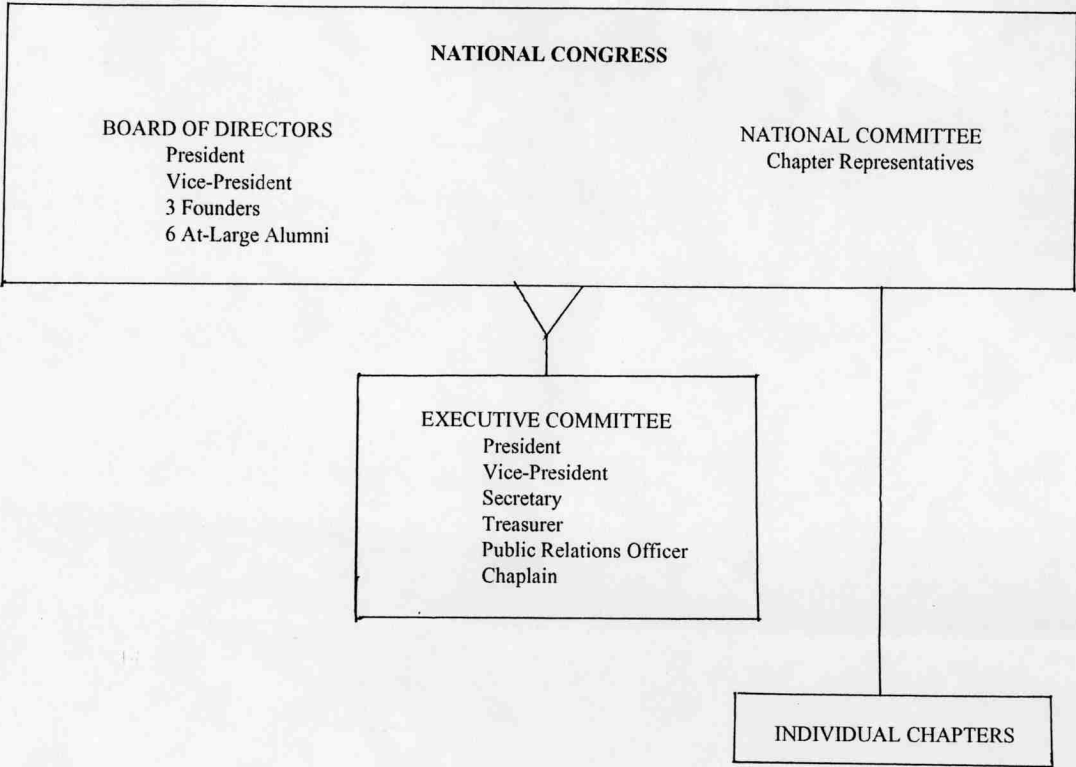 NATIONAL CONGRESS
BOARD OF DIRECTORS
President
Vice-President
3 Founders
6 At-Large Alumni
NATIONAL COMMITTEE
Chapter Representatives
EXECUTIVE COMMITTEE
President
Vice-President
Secretary
Treasurer
Public Relations Officer
Chaplain
INDIVIDUAL CHAPTERS